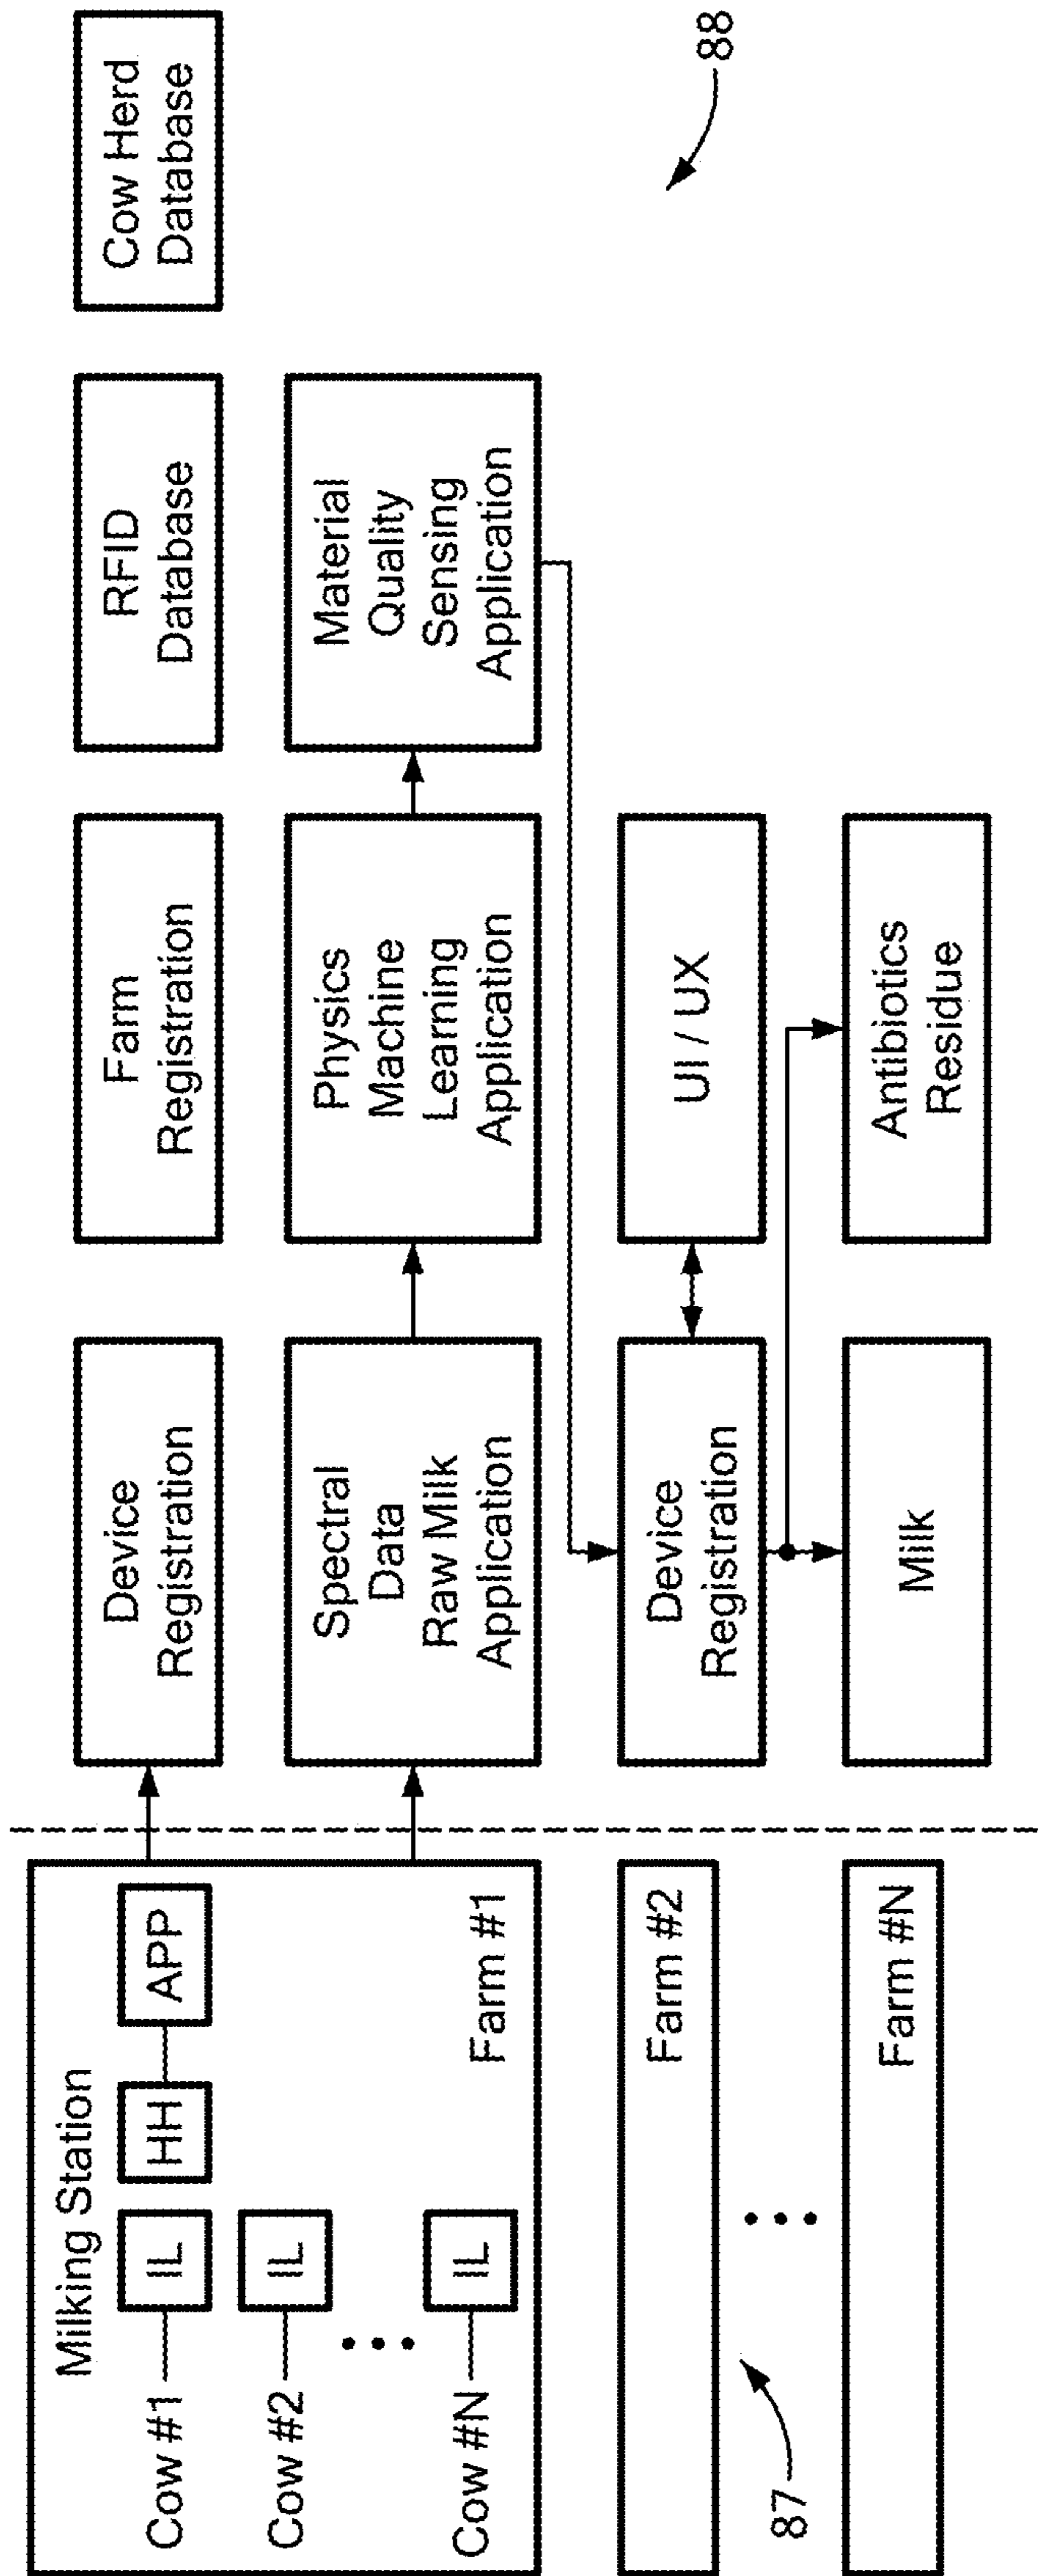 Milking Station
Cow #1
IL
HH
APP
Cow #2
IL
Cow #N
IL
Farm #1
Farm #2
Farm #N
87
Device
Registration
Farm
Registration
RFID
Database
Cow Herd
Database
Spectral
Data
Raw Milk
Application
Physics
Machine
Learning
Application
Material
Quality
Sensing
Application
Device
Registration
UI / UX
Milk
Antibiotics
Residue
88